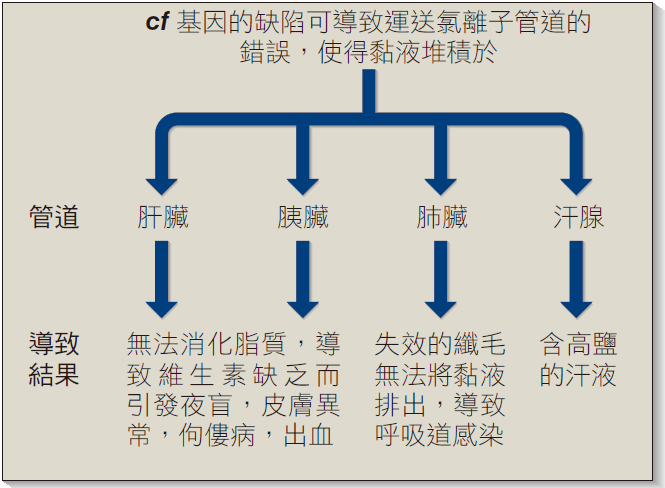 cf 基因的缺陷可導致運送氯離子管道的
錯誤，使得黏液堆積於
管道 肝臟 胰臟 肺臟 汗腺
導致
結果
無法消化脂質，導
致維生素缺乏而
引發夜盲，皮膚異
常，佝僂病，出血
失效的纖毛
無法將黏液
排出，導致
呼吸道感染
含高鹽
的汗液